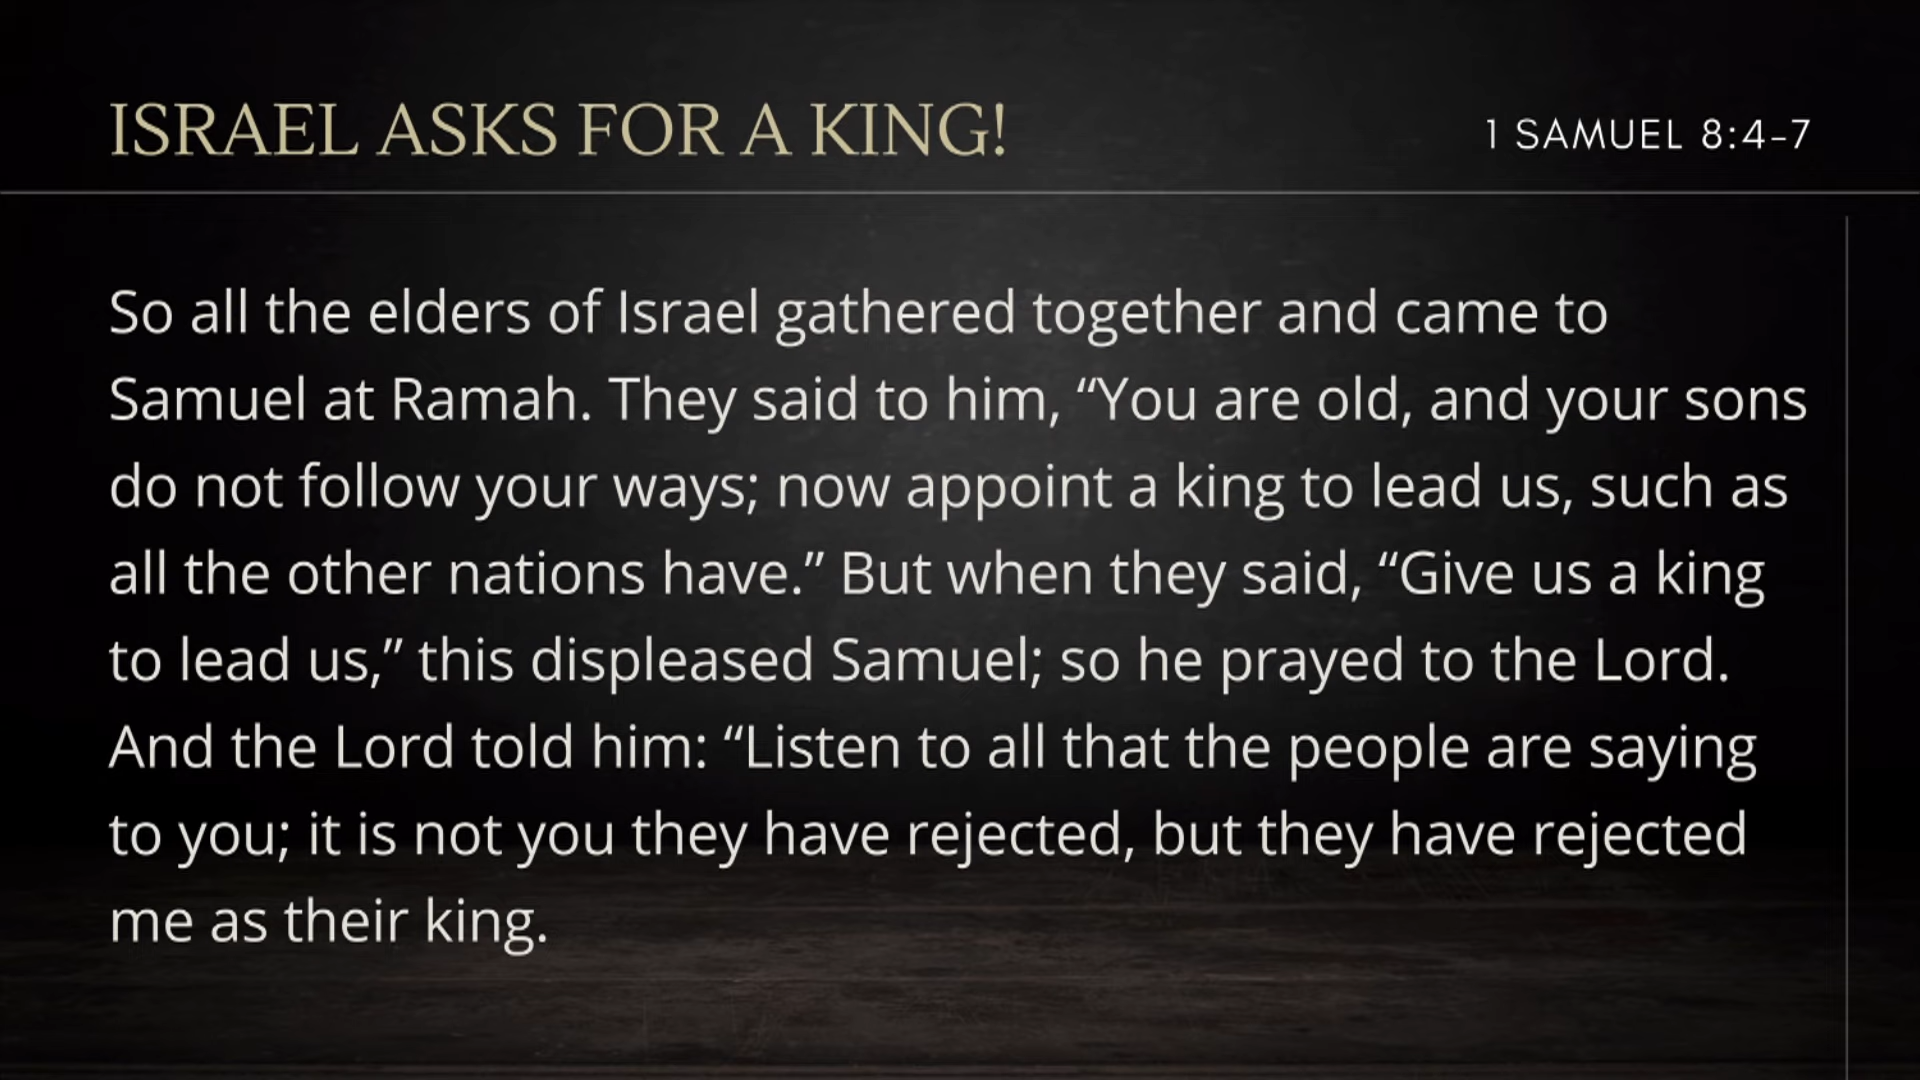 ISRAEL ASKS FOR A KING!
1 SAMUEL 8:4–7
So all the elders of Israel gathered together and came to
Samuel at Ramah. They said to him, “You are old, and your sons
do not follow your ways; now appoint a king to lead us, such as
all the other nations have.” But when they said, “Give us a king
to lead us,” this displeased Samuel; so he prayed to the Lord.
And the Lord told him: “Listen to all that the people are saying
to you; it is not you they have rejected, but they have rejected
me as their king.